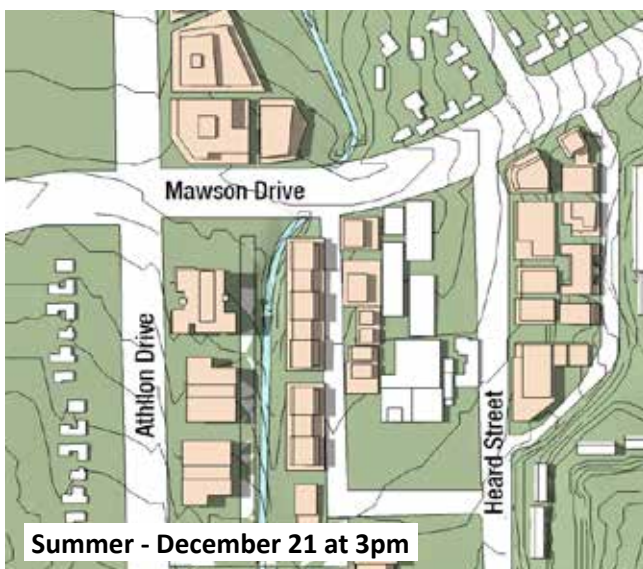 Mawson Drive
Athllon Drive
Heard Street
Summer - December 21 at 3pm